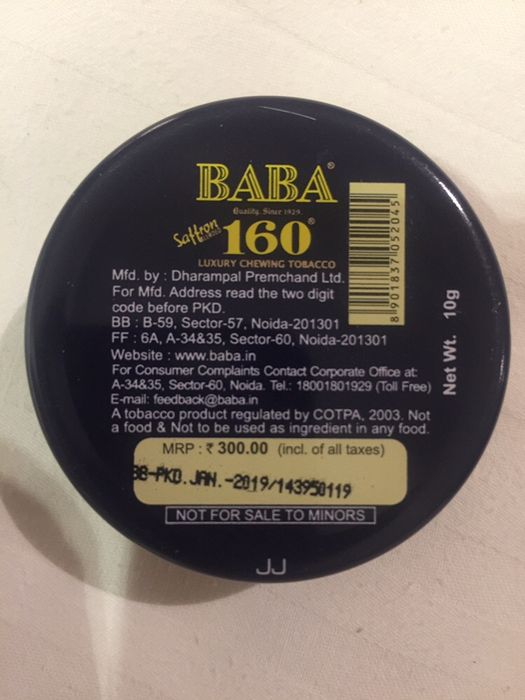 BABA®
Quality. Since 1929.
Saffron BLENDED 160®
LUXURY CHEWING TOBACCO
8 901837 052045
Mfd. by : Dharampal Premchand Ltd.
For Mfd. Address read the two digit
code before PKD.
BB : B-59, Sector-57, Noida-201301
FF : 6A, A-34&35, Sector-60, Noida-201301
Website : www.baba.in
For Consumer Complaints Contact Corporate Office at:
A-34&35, Sector-60, Noida. Tel.: 18001801929 (Toll Free)
E-mail: feedback@baba.in
A tobacco product regulated by COTPA, 2003. Not
a food & Not to be used as ingredient in any food.
Net Wt. 10g
MRP : ₹ 300.00 (incl. of all taxes)
BB-PKD.JAN.-2019/143950119
NOT FOR SALE TO MINORS
JJ